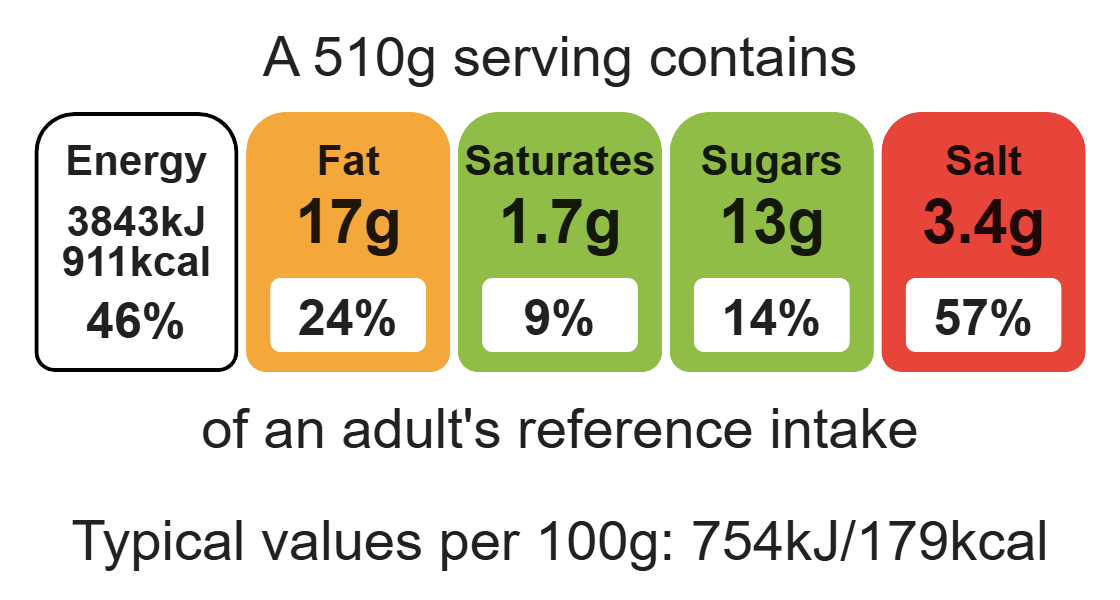 A 510g serving contains
Energy
3843kJ
911kcal
46%
Fat
17g
24%
Saturates
1.7g
9%
Sugars
13g
14%
Salt
3.4g
57%
of an adult's reference intake
Typical values per 100g: 754kJ/179kcal